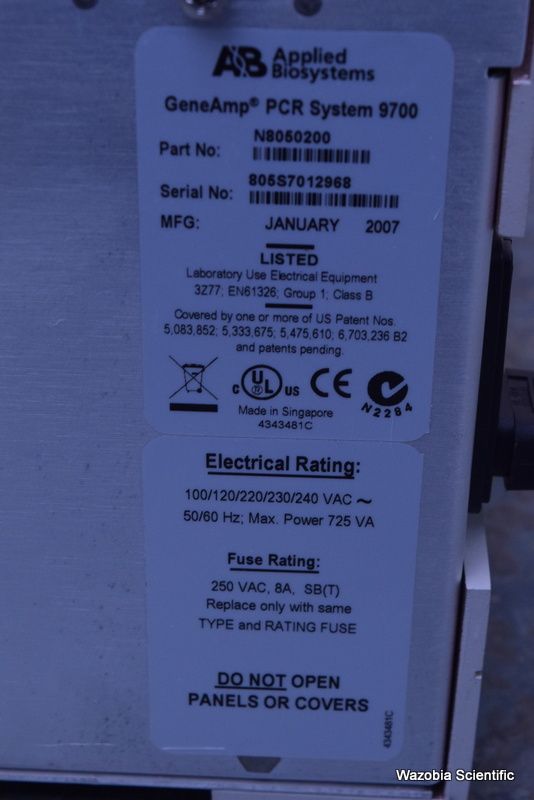 A&B Applied
Biosystems
GeneAmp® PCR System 9700
Part No: N8050200
Serial No: 805S7012968
MFG: JANUARY 2007
LISTED
Laboratory Use Electrical Equipment
3Z77; EN61326; Group 1; Class B
Covered by one or more of US Patent Nos.
5,083,852; 5,333,675; 5,475,610; 6,703,236 B2
and patents pending.
C UL US CE N2284
Made in Singapore
4343481C
Electrical Rating:
100/120/220/230/240 VAC ~
50/60 Hz; Max. Power 725 VA
Fuse Rating:
250 VAC, 8A, SB(T)
Replace only with same
TYPE and RATING FUSE
DO NOT OPEN
PANELS OR COVERS
4343481C
Wazobia Scientific